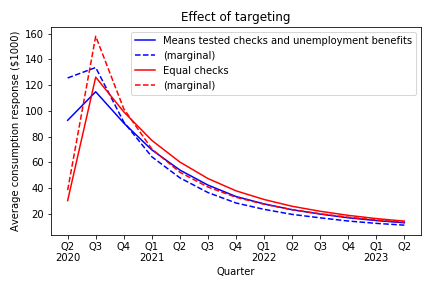 Effect of targeting
Average consumption response ($1000)
160
140
120
100
80
60
40
20
Means tested checks and unemployment benefits
(marginal)
Equal checks
(marginal)
Q2 Q3 Q4 Q1 Q2 Q3 Q4 Q1 Q2 Q3 Q4 Q1 Q2
2020 2021 2022 2023
Quarter